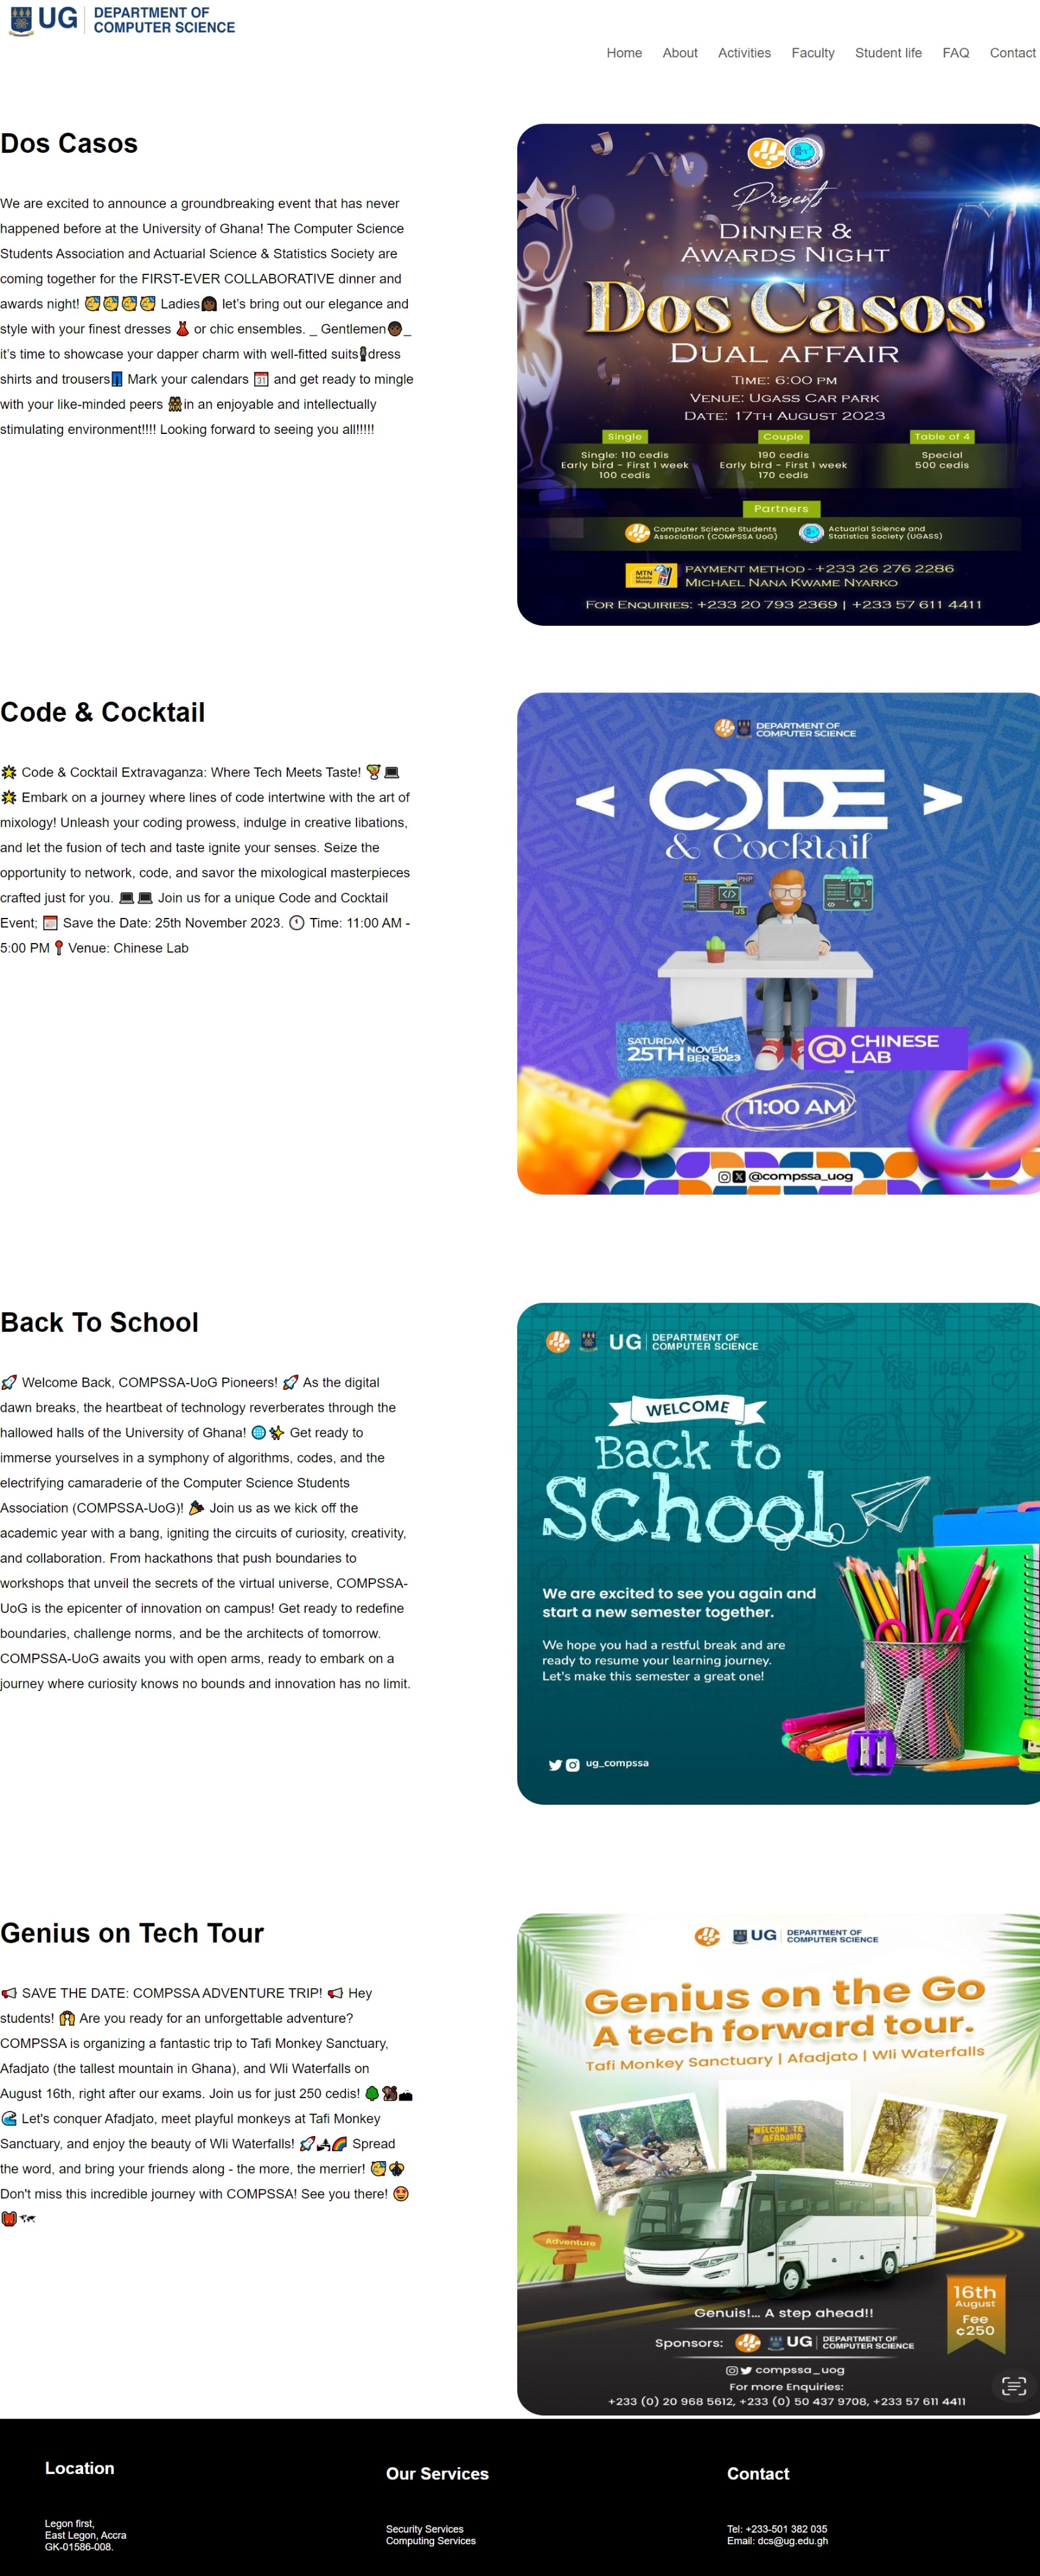 UG DEPARTMENT OF
COMPUTER SCIENCE
Home About Activities Faculty Student life FAQ Contact
Dos Casos
We are excited to announce a groundbreaking event that has never
happened before at the University of Ghana! The Computer Science
Students Association and Actuarial Science & Statistics Society are
coming together for the FIRST-EVER COLLABORATIVE dinner and
awards night! 🥳🥳🥳🥳 Ladies👩🏿 let's bring out our elegance and
style with your finest dresses 💃 or chic ensembles. _ Gentlemen👨🏿_
it's time to showcase your dapper charm with well-fitted suits🕴dress
shirts and trousers👖 Mark your calendars 📅 and get ready to mingle
with your like-minded peers 👯in an enjoyable and intellectually
stimulating environment!!!! Looking forward to seeing you all!!!!!
Presents
DINNER &
AWARDS NIGHT
Dos Casos
DUAL AFFAIR
TIME: 6:00 PM
VENUE: UGASS CAR PARK
DATE: 17TH AUGUST 2023
Single Couple Table of 4
Single: 110 cedis 190 cedis Special
Early bird - First 1 week Early bird - First 1 week 500 cedis
100 cedis 170 cedis
Partners
Computer Science Students Actuarial Science and
Association (COMPSSA UoG) Statistics Society (UGASS)
MTN
PAYMENT METHOD - +233 26 276 2286
MICHAEL NANA KWAME NYARKO
FOR ENQUIRIES: +233 20 793 2369 | +233 57 611 4411
Code & Cocktail
🌟 Code & Cocktail Extravaganza: Where Tech Meets Taste! 🍹💻
🌟 Embark on a journey where lines of code intertwine with the art of
mixology! Unleash your coding prowess, indulge in creative libations,
and let the fusion of tech and taste ignite your senses. Seize the
opportunity to network, code, and savor the mixological masterpieces
crafted just for you. 💻💻 Join us for a unique Code and Cocktail
Event; 📅 Save the Date: 25th November 2023. 🕚 Time: 11:00 AM -
5:00 PM 📍Venue: Chinese Lab
DEPARTMENT OF
COMPUTER SCIENCE
< CODE >
& Cocktail
CSS PHP
HTML JS
SATURDAY
25TH NOVEM
BER 2023
@ CHINESE
LAB
11:00 AM
@compssa_uog
Back To School
🚀 Welcome Back, COMPSSA-UoG Pioneers! 🚀 As the digital
dawn breaks, the heartbeat of technology reverberates through the
hallowed halls of the University of Ghana! 🌐✨ Get ready to
immerse yourselves in a symphony of algorithms, codes, and the
electrifying camaraderie of the Computer Science Students
Association (COMPSSA-UoG)! 🎉 Join us as we kick off the
academic year with a bang, igniting the circuits of curiosity, creativity,
and collaboration. From hackathons that push boundaries to
workshops that unveil the secrets of the virtual universe, COMPSSA-
UoG is the epicenter of innovation on campus! Get ready to redefine
boundaries, challenge norms, and be the architects of tomorrow.
COMPSSA-UoG awaits you with open arms, ready to embark on a
journey where curiosity knows no bounds and innovation has no limit.
UG DEPARTMENT OF
COMPUTER SCIENCE
IDEA
WELCOME
Back to
School
We are excited to see you again and
start a new semester together.
We hope you had a restful break and are
ready to resume your learning journey.
Let's make this semester a great one!
ug_compssa
Genius on Tech Tour
📢 SAVE THE DATE: COMPSSA ADVENTURE TRIP! 📢 Hey
students! 🙌 Are you ready for an unforgettable adventure?
COMPSSA is organizing a fantastic trip to Tafi Monkey Sanctuary,
Afadjato (the tallest mountain in Ghana), and Wli Waterfalls on
August 16th, right after our exams. Join us for just 250 cedis! 🌳🐒🏔
🌊 Let's conquer Afadjato, meet playful monkeys at Tafi Monkey
Sanctuary, and enjoy the beauty of Wli Waterfalls! 🚀🏞🌈 Spread
the word, and bring your friends along - the more, the merrier! 🥳
Don't miss this incredible journey with COMPSSA! See you there! 🤩
🎒🗺
UG DEPARTMENT OF
COMPUTER SCIENCE
Genius on the Go
A tech forward tour.
Tafi Monkey Sanctuary | Afadjato | Wli Waterfalls
WELCOME TO
AFADJATO
Adventure
16th
August
Fee
¢250
Genuis!... A step ahead!!
Sponsors: UG DEPARTMENT OF
COMPUTER SCIENCE
compssa_uog
For more Enquiries:
+233 (0) 20 968 5612, +233 (0) 50 437 9708, +233 57 611 4411
Location Our Services Contact
Legon first,
East Legon, Accra
GK-01586-008.
Security Services
Computing Services
Tel: +233-501 382 035
Email: dcs@ug.edu.gh